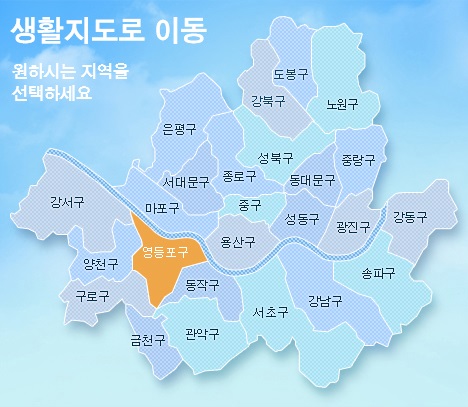 생활지도로 이동
원하시는 지역을
선택하세요
도봉구
강북구
노원구
은평구
성북구
중랑구
서대문구
종로구
동대문구
강서구
마포구
중구
성동구
광진구
강동구
용산구
영등포구
양천구
송파구
동작구
구로구
강남구
서초구
관악구
금천구